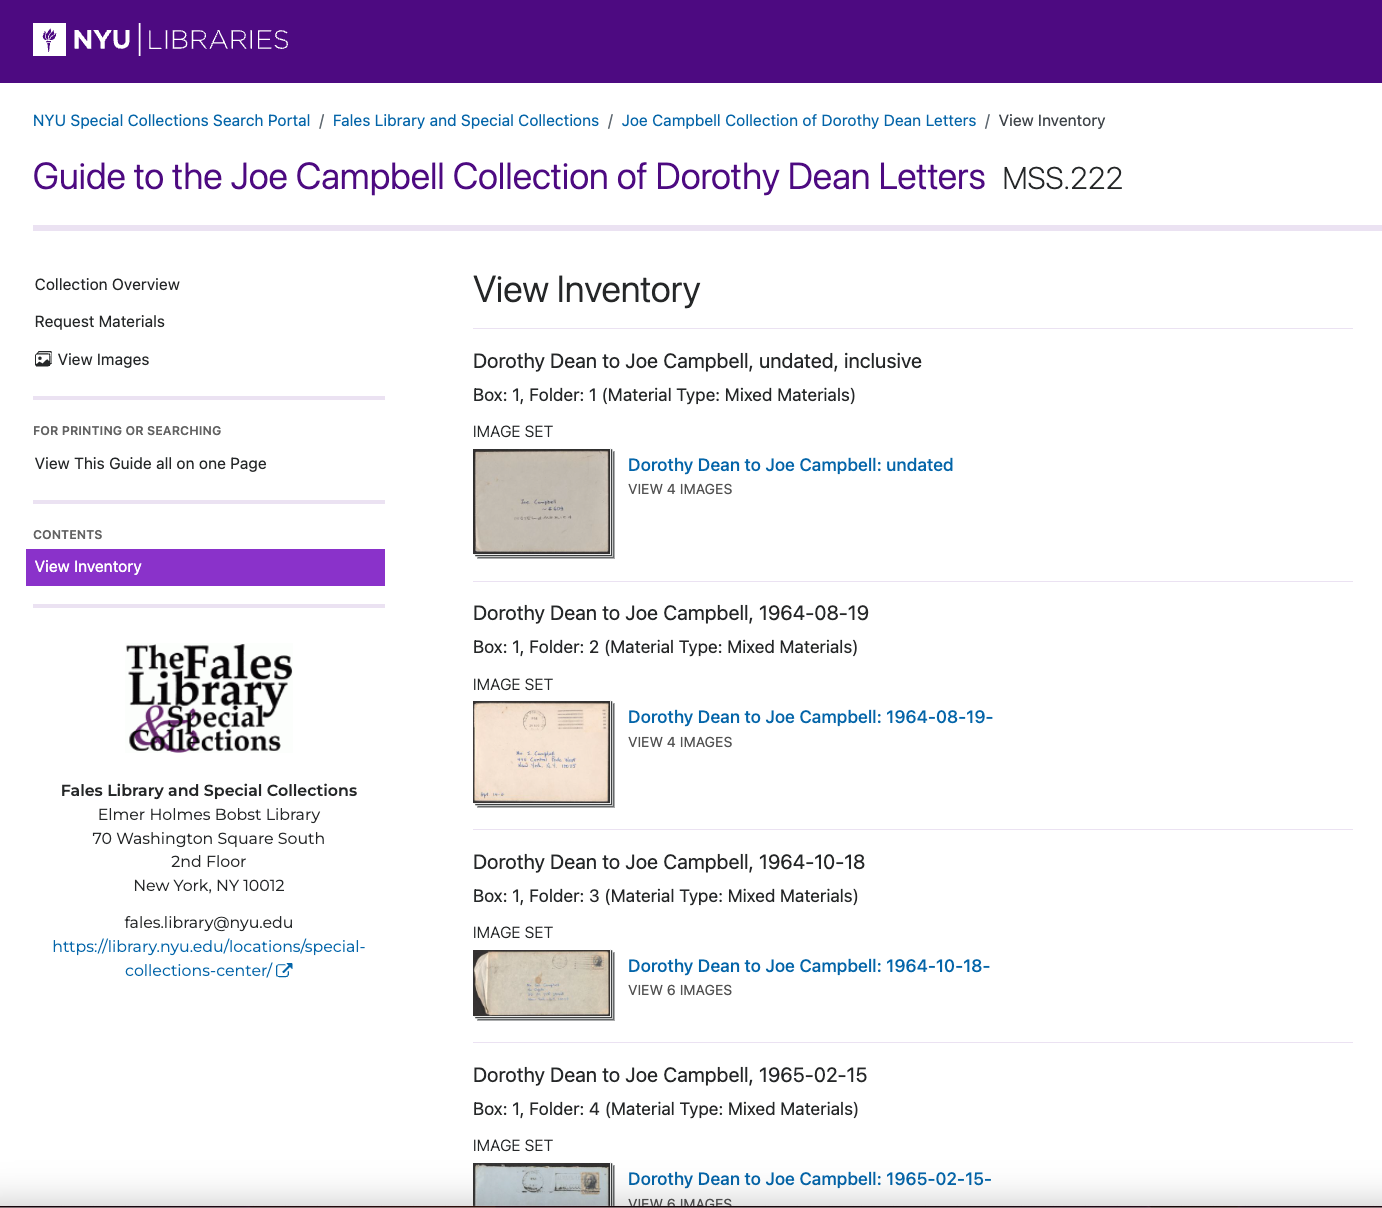 NYU LIBRARIES
NYU Special Collections Search Portal / Fales Library and Special Collections / Joe Campbell Collection of Dorothy Dean Letters / View Inventory
Guide to the Joe Campbell Collection of Dorothy Dean Letters MSS.222
Collection Overview
Request Materials
View Images
FOR PRINTING OR SEARCHING
View This Guide all on one Page
CONTENTS
View Inventory
The Fales
Library
& Special
Collections
Fales Library and Special Collections
Elmer Holmes Bobst Library
70 Washington Square South
2nd Floor
New York, NY 10012
fales.library@nyu.edu
https://library.nyu.edu/locations/special-
collections-center/
View Inventory
Dorothy Dean to Joe Campbell, undated, inclusive
Box: 1, Folder: 1 (Material Type: Mixed Materials)
IMAGE SET
Joe Campbell
Dorothy Dean to Joe Campbell: undated
VIEW 4 IMAGES
Dorothy Dean to Joe Campbell, 1964-08-19
Box: 1, Folder: 2 (Material Type: Mixed Materials)
IMAGE SET
Dorothy Dean to Joe Campbell: 1964-08-19-
VIEW 4 IMAGES
Dorothy Dean to Joe Campbell, 1964-10-18
Box: 1, Folder: 3 (Material Type: Mixed Materials)
IMAGE SET
Dorothy Dean to Joe Campbell: 1964-10-18-
VIEW 6 IMAGES
Dorothy Dean to Joe Campbell, 1965-02-15
Box: 1, Folder: 4 (Material Type: Mixed Materials)
IMAGE SET
Dorothy Dean to Joe Campbell: 1965-02-15-
VIEW 6 IMAGES